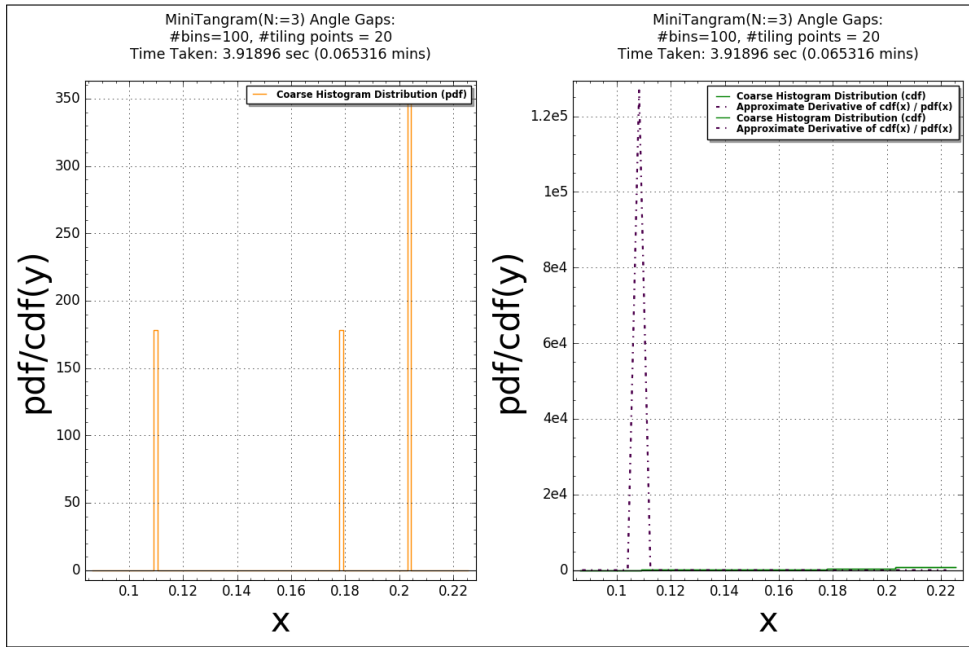 MiniTangram(N:=3) Angle Gaps:
#bins=100, #tiling points = 20
Time Taken: 3.91896 sec (0.065316 mins)
Coarse Histogram Distribution (pdf)
350
300
250
200
150
100
50
0
pdf/cdf(y)
0.1 0.12 0.14 0.16 0.18 0.2 0.22
x
MiniTangram(N:=3) Angle Gaps:
#bins=100, #tiling points = 20
Time Taken: 3.91896 sec (0.065316 mins)
Coarse Histogram Distribution (cdf)
Approximate Derivative of cdf(x) / pdf(x)
Coarse Histogram Distribution (cdf)
Approximate Derivative of cdf(x) / pdf(x)
1.2e5
1e5
8e4
6e4
4e4
2e4
0
pdf/cdf(y)
0.1 0.12 0.14 0.16 0.18 0.2 0.22
x